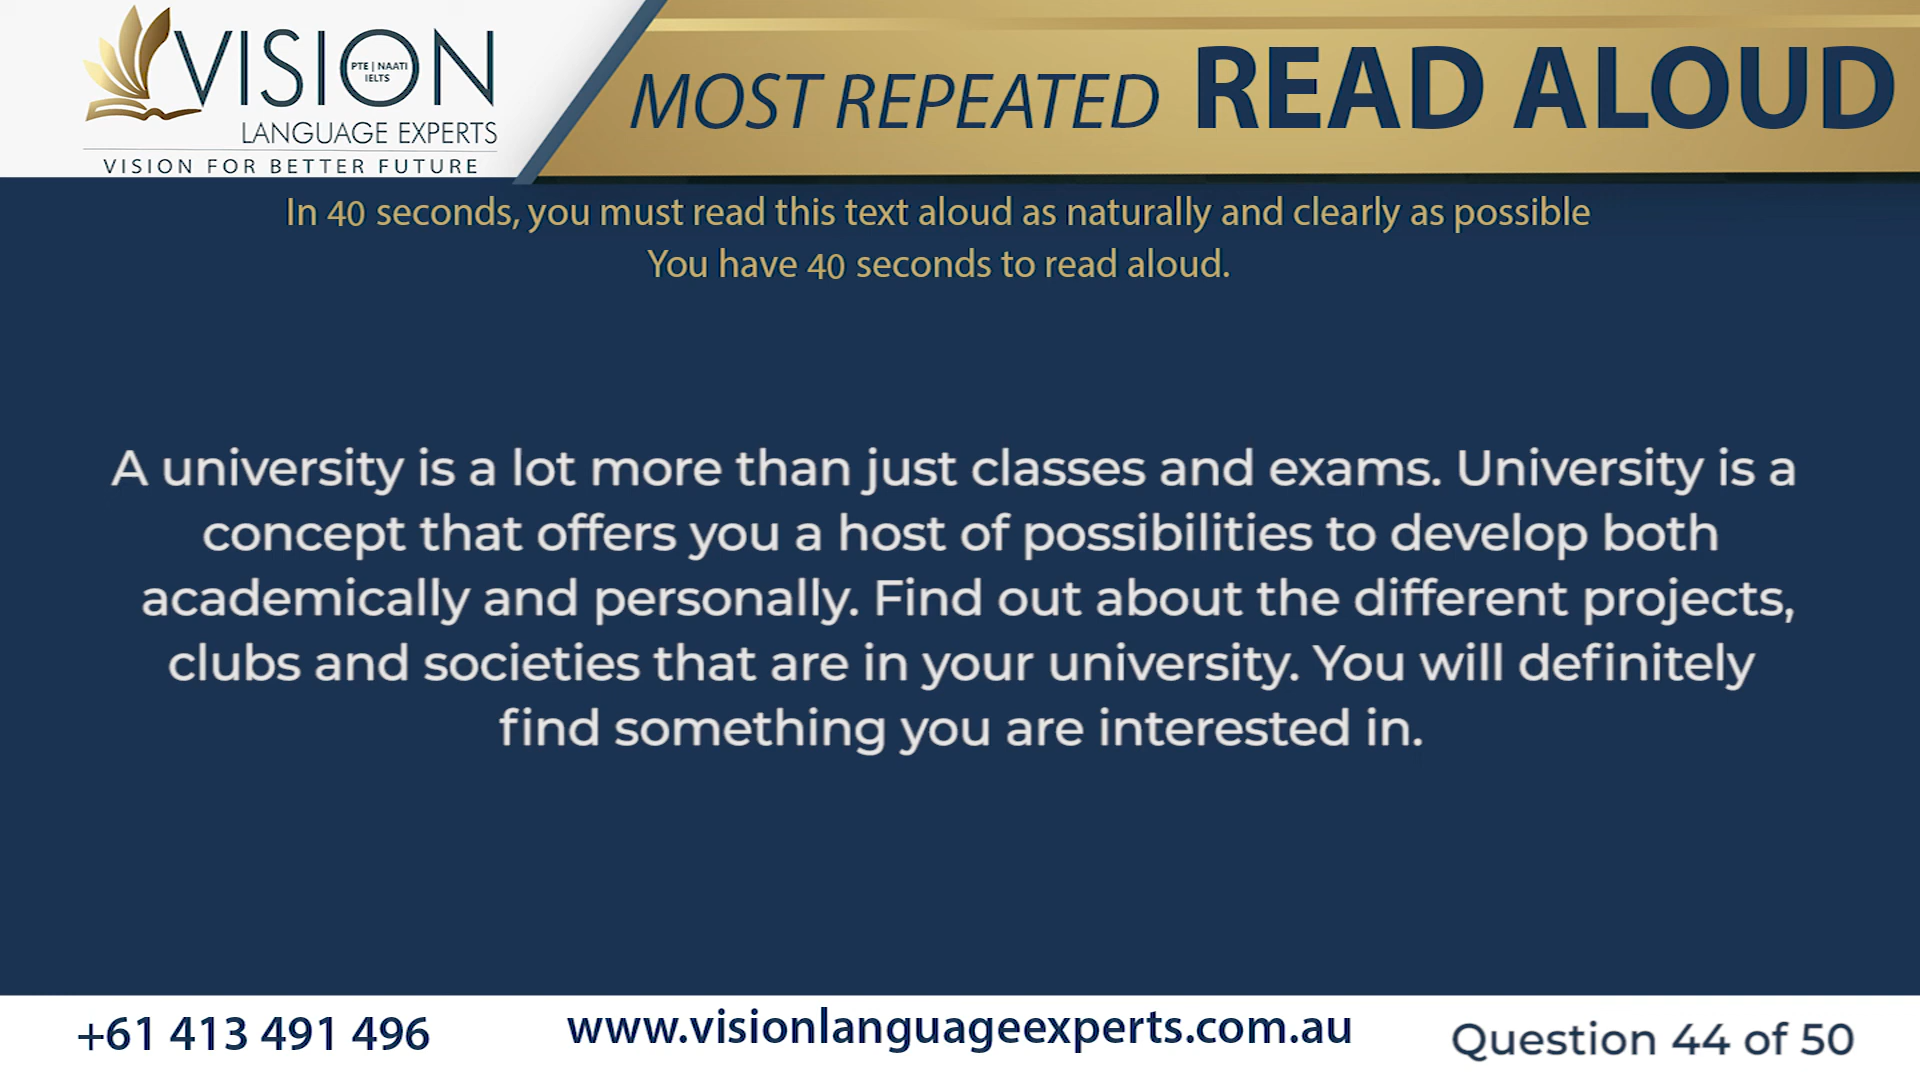 VISION
PTE | NAATI
IELTS
LANGUAGE EXPERTS
VISION FOR BETTER FUTURE
MOST REPEATED READ ALOUD
In 40 seconds, you must read this text aloud as naturally and clearly as possible
You have 40 seconds to read aloud.
A university is a lot more than just classes and exams. University is a
concept that offers you a host of possibilities to develop both
academically and personally. Find out about the different projects,
clubs and societies that are in your university. You will definitely
find something you are interested in.
+61 413 491 496
www.visionlanguageexperts.com.au
Question 44 of 50